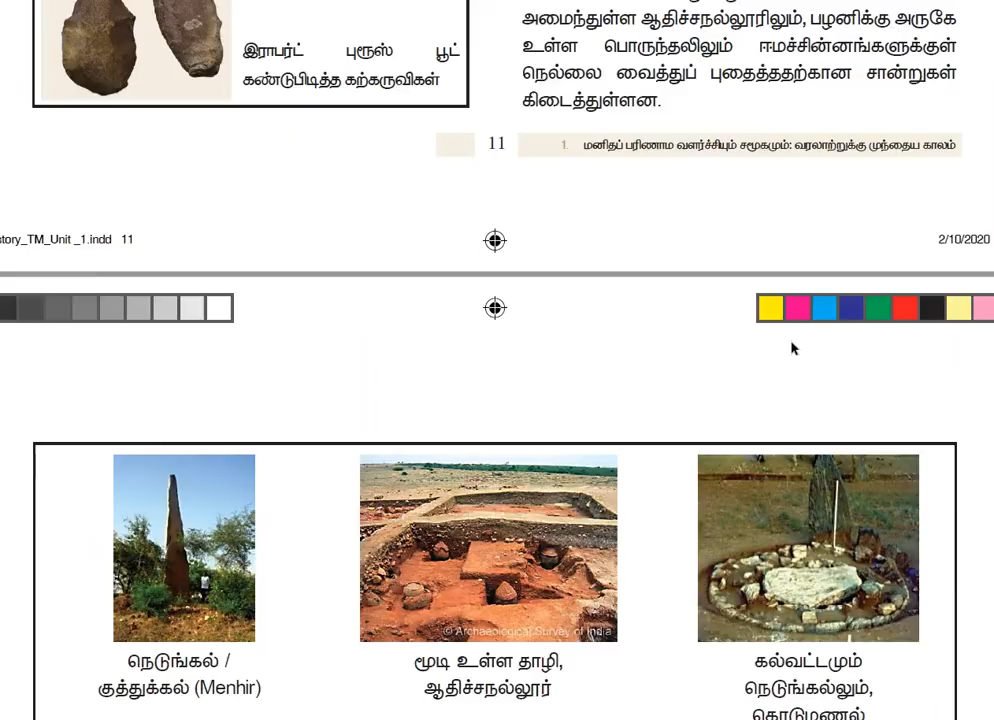 இராபர்ட் புரூஸ் பூட்
கண்டுபிடித்த கற்கருவிகள்
அமைந்துள்ள ஆதிச்சநல்லூரிலும், பழனிக்கு அருகே
உள்ள பொருந்தலிலும் ஈமச்சின்னங்களுக்குள்
நெல்லை வைத்துப் புதைத்ததற்கான சான்றுகள்
கிடைத்துள்ளன.
11
1. மனிதப் பரிணாம வளர்ச்சியும் சமூகமும்: வரலாற்றுக்கு முந்தைய காலம்
story_TM_Unit _1.indd 11
2/10/2020
© Archaeological Survey of India
நெடுங்கல் /
குத்துக்கல் (Menhir)
மூடி உள்ள தாழி,
ஆதிச்சநல்லூர்
கல்வட்டமும்
நெடுங்கல்லும்,
கொடுமணல்